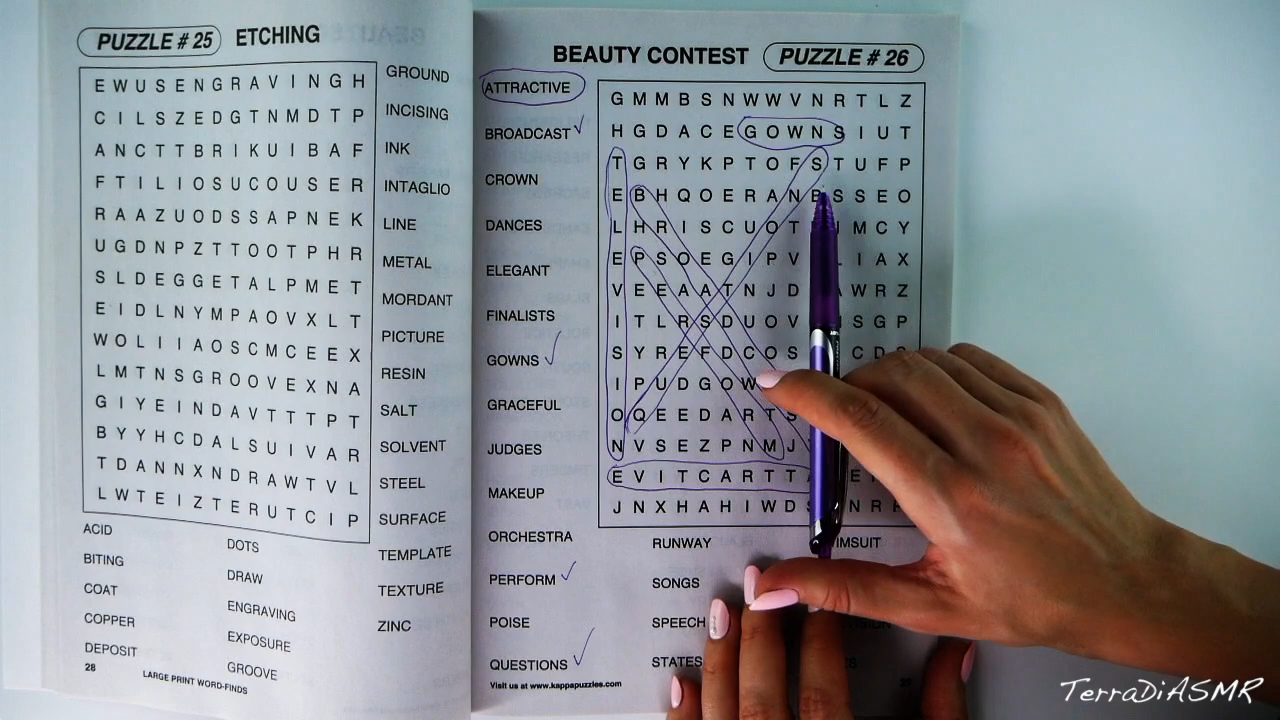 PUZZLE # 25 ETCHING
E W U S E N G R A V I N G H
C I L S Z E D G T N M D T P
A N C T T B R I K U I B A F
F T I L I O S U C O U S E R
R A A Z U O D S S A P N E K
U G D N P Z T T O O T P H R
S L D E G G E T A L P M E T
E I D L N Y M P A O V X L T
W O L I I A O S C M C E E X
L M T N S G R O O V E X N A
G I Y E I N D A V T T T P T
B Y Y H C D A L S U I V A R
T D A N N X N D R A W T V L
L W T E I Z T E R U T C I P
GROUND
INCISING
INK
INTAGLIO
LINE
METAL
MORDANT
PICTURE
RESIN
SALT
SOLVENT
STEEL
SURFACE
TEMPLATE
TEXTURE
ZINC
ACID
BITING
COAT
COPPER
DEPOSIT
DOTS
DRAW
ENGRAVING
EXPOSURE
GROOVE
28 LARGE PRINT WORD-FINDS
BEAUTY CONTEST PUZZLE # 26
ATTRACTIVE
BROADCAST
CROWN
DANCES
ELEGANT
FINALISTS
GOWNS
GRACEFUL
JUDGES
MAKEUP
ORCHESTRA
PERFORM
POISE
QUESTIONS
G M M B S N W W V N R T L Z
H G D A C E G O W N S I U T
T G R Y K P T O F S T U F P
E B H Q O E R A N B S S E O
L H R I S C U O T I M C Y
E P S O E G I P V L I A X
V E E A A T N J D W R Z
I T L R S D U O V S G P
S Y R E F D C O S C D S
I P U D G O W
O Q E E D A R T S
N V S E Z P N M J
E V I T C A R T T A E
J N X H A H I W D N R
RUNWAY
SONGS
SPEECH
STATES
IMSUIT
Visit us at www.kappapuzzles.com
TerraDiASMR